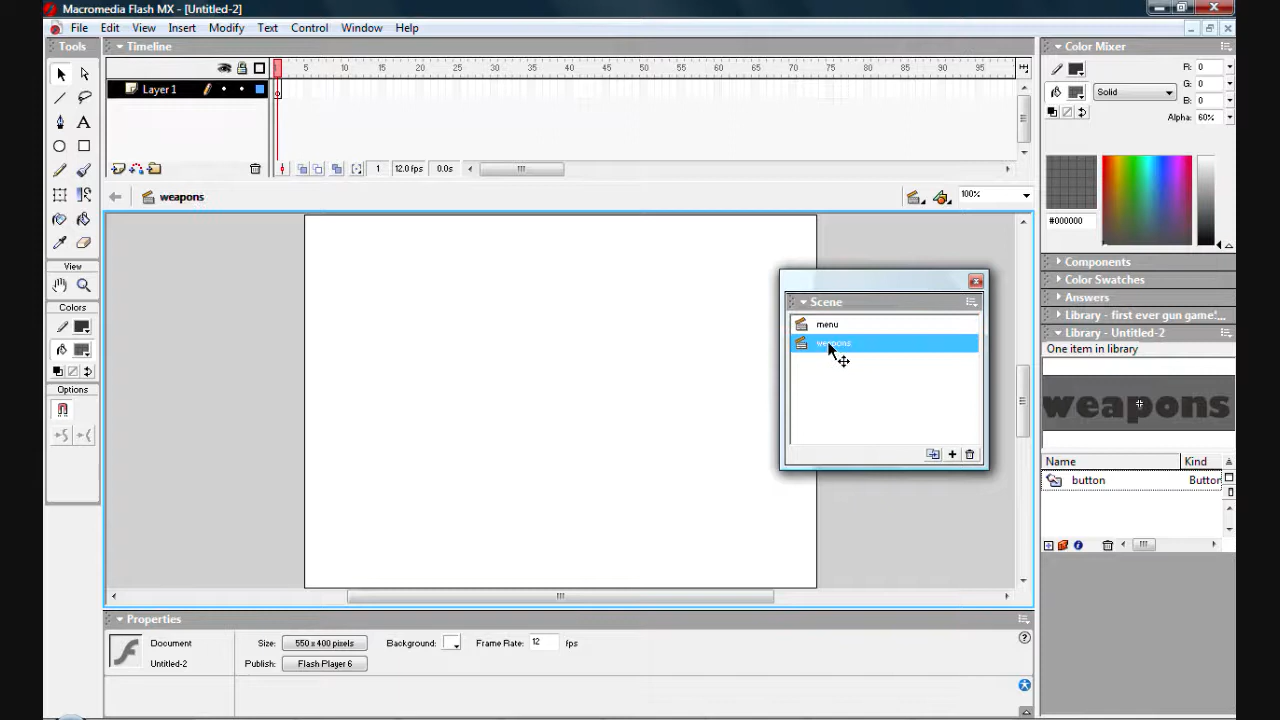 Macromedia Flash MX - [Untitled-2]
File Edit View Insert Modify Text Control Window Help
Tools
Timeline
Color Mixer
5 10 15 20 25 30 35 40 45 50 55 60 65 70 75 80 85 90 95
Layer 1
R: 0
G: 0
B: 0
Solid
Alpha: 60%
1 12.0 fps 0.0s
weapons
100%
#000000
View
Colors
Options
Components
Color Swatches
Answers
Library - first ever gun game'...
Library - Untitled-2
One item in library
weapons
Name Kind
button Button
Scene
menu
weapons
Properties
Document
Untitled-2
Size: 550 x 400 pixels
Background:
Frame Rate: 12 fps
Publish: Flash Player 6